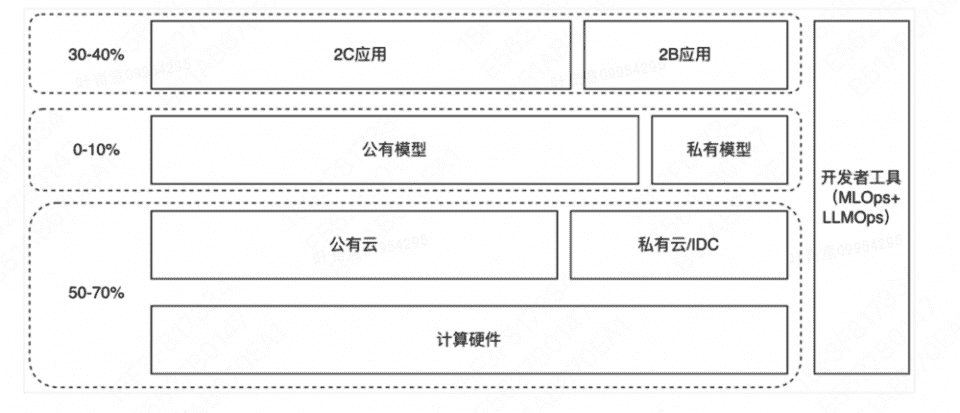 30-40%
2C应用
2B应用
0-10%
公有模型
私有模型
开发者工具
（MLOps+
LLMOps）
公有云
私有云/IDC
50-70%
计算硬件